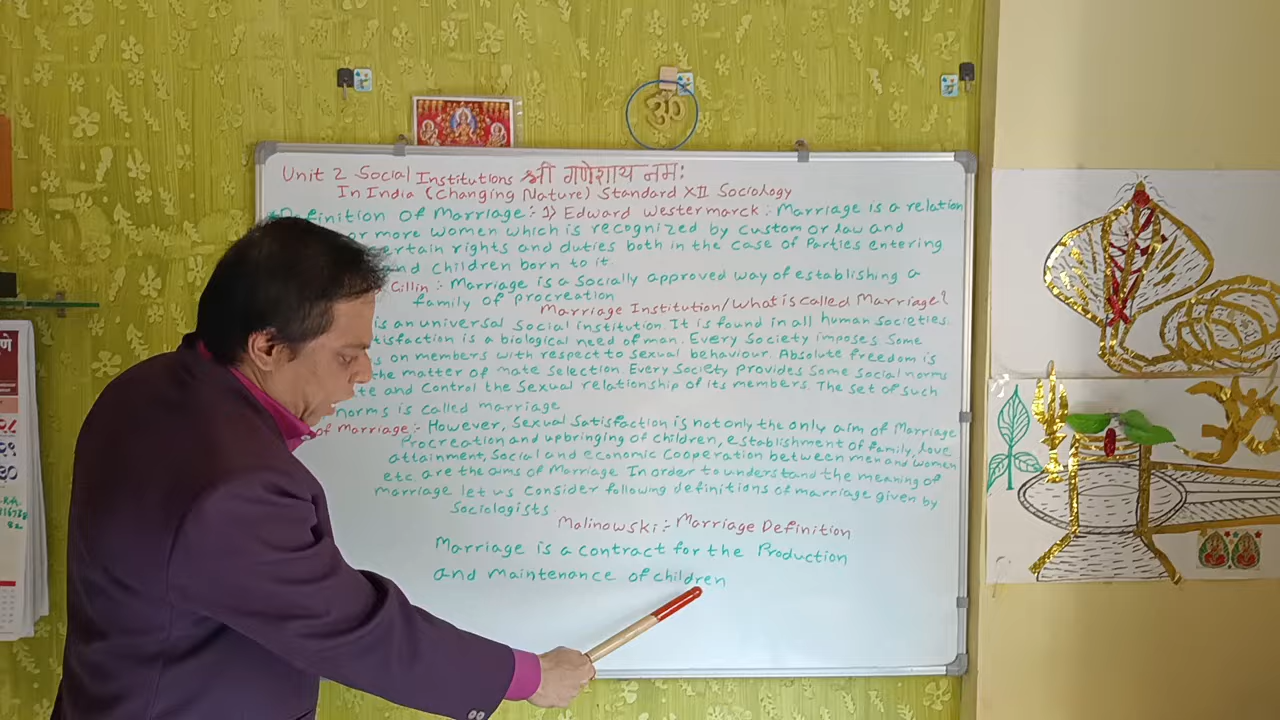 Unit 2 Social Institutions श्री गणेशाय नमः
In India (Changing Nature) Standard XII Sociology
Definition of Marriage:- 1) Edward Westermarck: Marriage is a relation
or more women which is recognized by custom or law and
certain rights and duties both in the case of Parties entering
and children born to it.
Gillin:- Marriage is a Socially approved way of establishing a
family of procreation
Marriage Institution/What is called Marriage?
is an universal social institution. It is found in all human societies.
is a biological need of man. Every Society imposes Some
on members with respect to sexual behaviour. Absolute freedom is
the matter of mate selection. Every Society provides some social norms
and control the sexual relationship of its members. The set of such
norms is called marriage
of Marriage:- However, Sexual Satisfaction is not only the only aim of Marriage
Procreation and upbringing of children, establishment of family, love
attainment, social and economic cooperation between men and women
etc. are the aims of Marriage In order to understand the meaning of
marriage let us consider following definitions of marriage given by
Sociologists
Malinowski:- Marriage Definition
Marriage is a contract for the Production
and maintenance of children